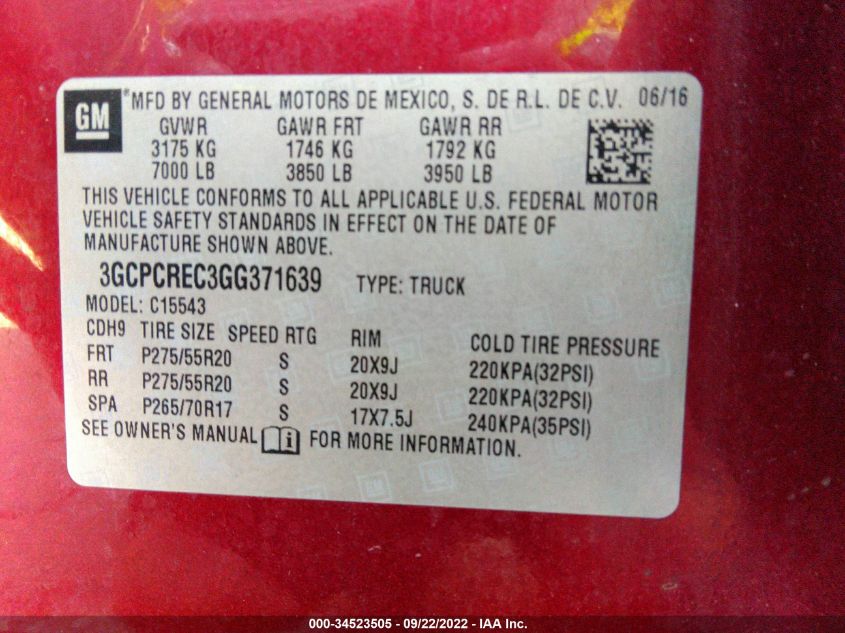 GM ®MFD BY GENERAL MOTORS DE MEXICO, S. DE R.L. DE C.V. 06/16
GVWR GAWR FRT GAWR RR
3175 KG 1746 KG 1792 KG
7000 LB 3850 LB 3950 LB
THIS VEHICLE CONFORMS TO ALL APPLICABLE U.S. FEDERAL MOTOR
VEHICLE SAFETY STANDARDS IN EFFECT ON THE DATE OF
MANUFACTURE SHOWN ABOVE.
3GCPCREC3GG371639 TYPE: TRUCK
MODEL: C15543
CDH9 TIRE SIZE SPEED RTG RIM COLD TIRE PRESSURE
FRT P275/55R20 S 20X9J 220KPA(32PSI)
RR P275/55R20 S 20X9J 220KPA(32PSI)
SPA P265/70R17 S 17X7.5J 240KPA(35PSI)
SEE OWNER'S MANUAL i FOR MORE INFORMATION.
000-34523505 - 09/22/2022 - IAA Inc.